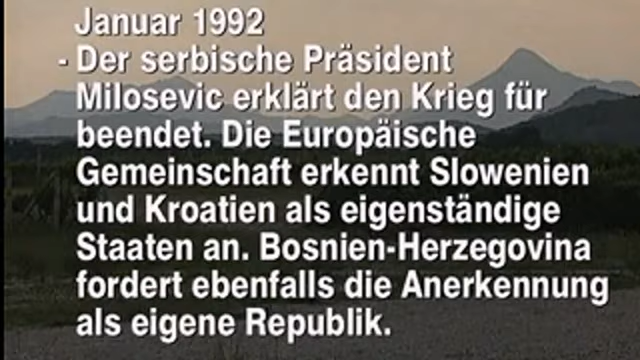 Januar 1992
- Der serbische Präsident
Milosevic erklärt den Krieg für
beendet. Die Europäische
Gemeinschaft erkennt Slowenien
und Kroatien als eigenständige
Staaten an. Bosnien-Herzegovina
fordert ebenfalls die Anerkennung
als eigene Republik.